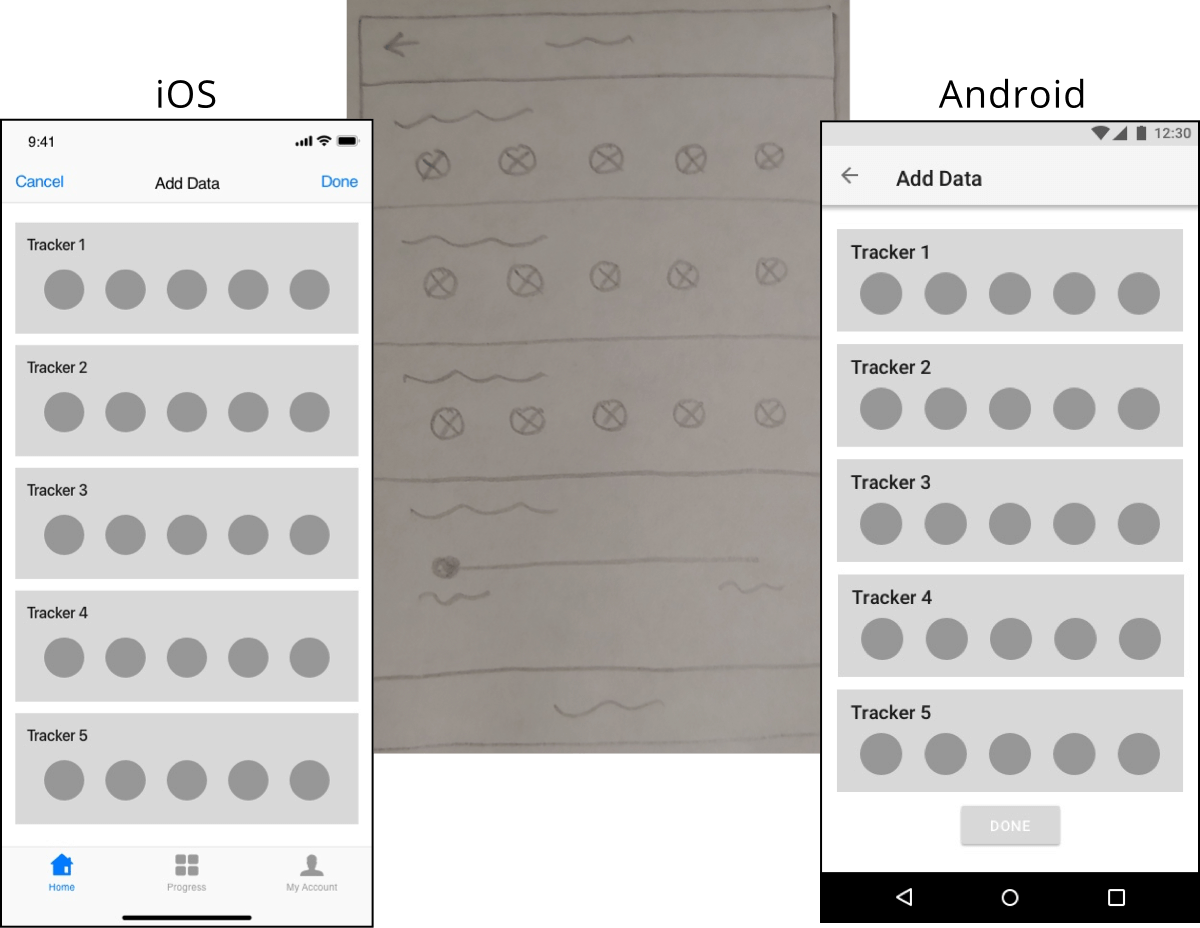 iOS
9:41
Cancel Add Data Done
Tracker 1
Tracker 2
Tracker 3
Tracker 4
Tracker 5
Home Progress My Account
Android
12:30
Add Data
Tracker 1
Tracker 2
Tracker 3
Tracker 4
Tracker 5
DONE